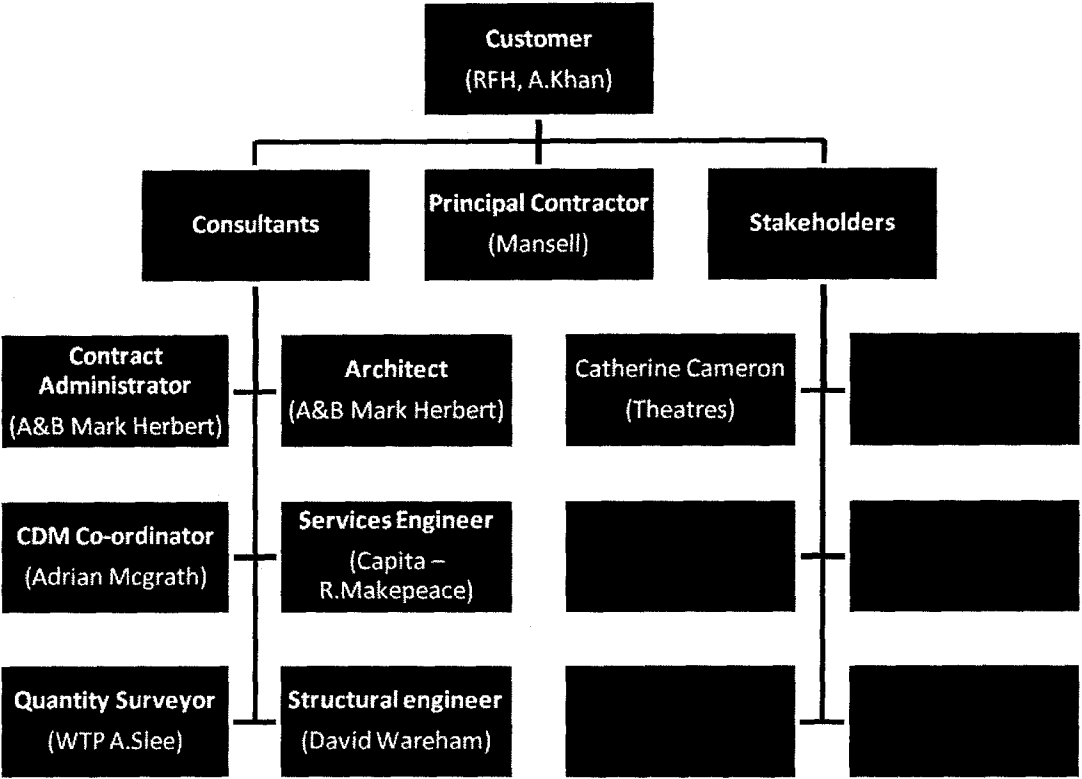 Customer
(RFH, A.Khan)
Consultants
Principal Contractor
(Mansell)
Stakeholders
Contract
Administrator
(A&B Mark Herbert)
Architect
(A&B Mark Herbert)
Catherine Cameron
(Theatres)
CDM Co-ordinator
(Adrian Mcgrath)
Services Engineer
(Capita –
R.Makepeace)
Quantity Surveyor
(WTP A.Slee)
Structural engineer
(David Wareham)